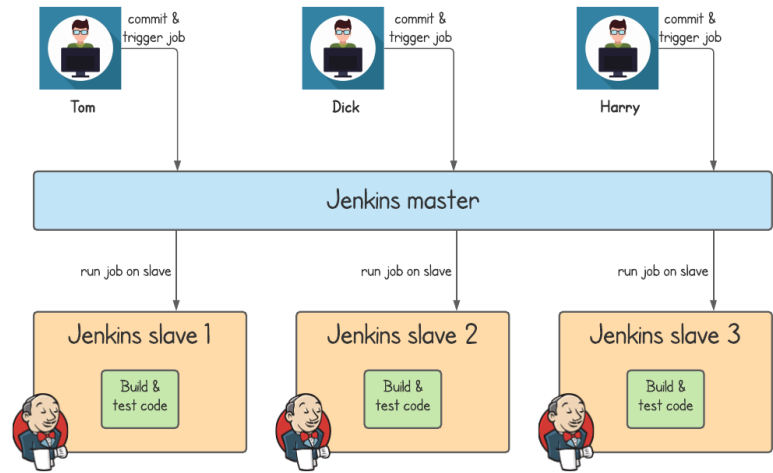 commit &
trigger job
commit &
trigger job
commit &
trigger job
Tom
Dick
Harry
Jenkins master
run job on slave
run job on slave
run job on slave
Jenkins slave 1
Jenkins slave 2
Jenkins slave 3
Build &
test code
Build &
test code
Build &
test code